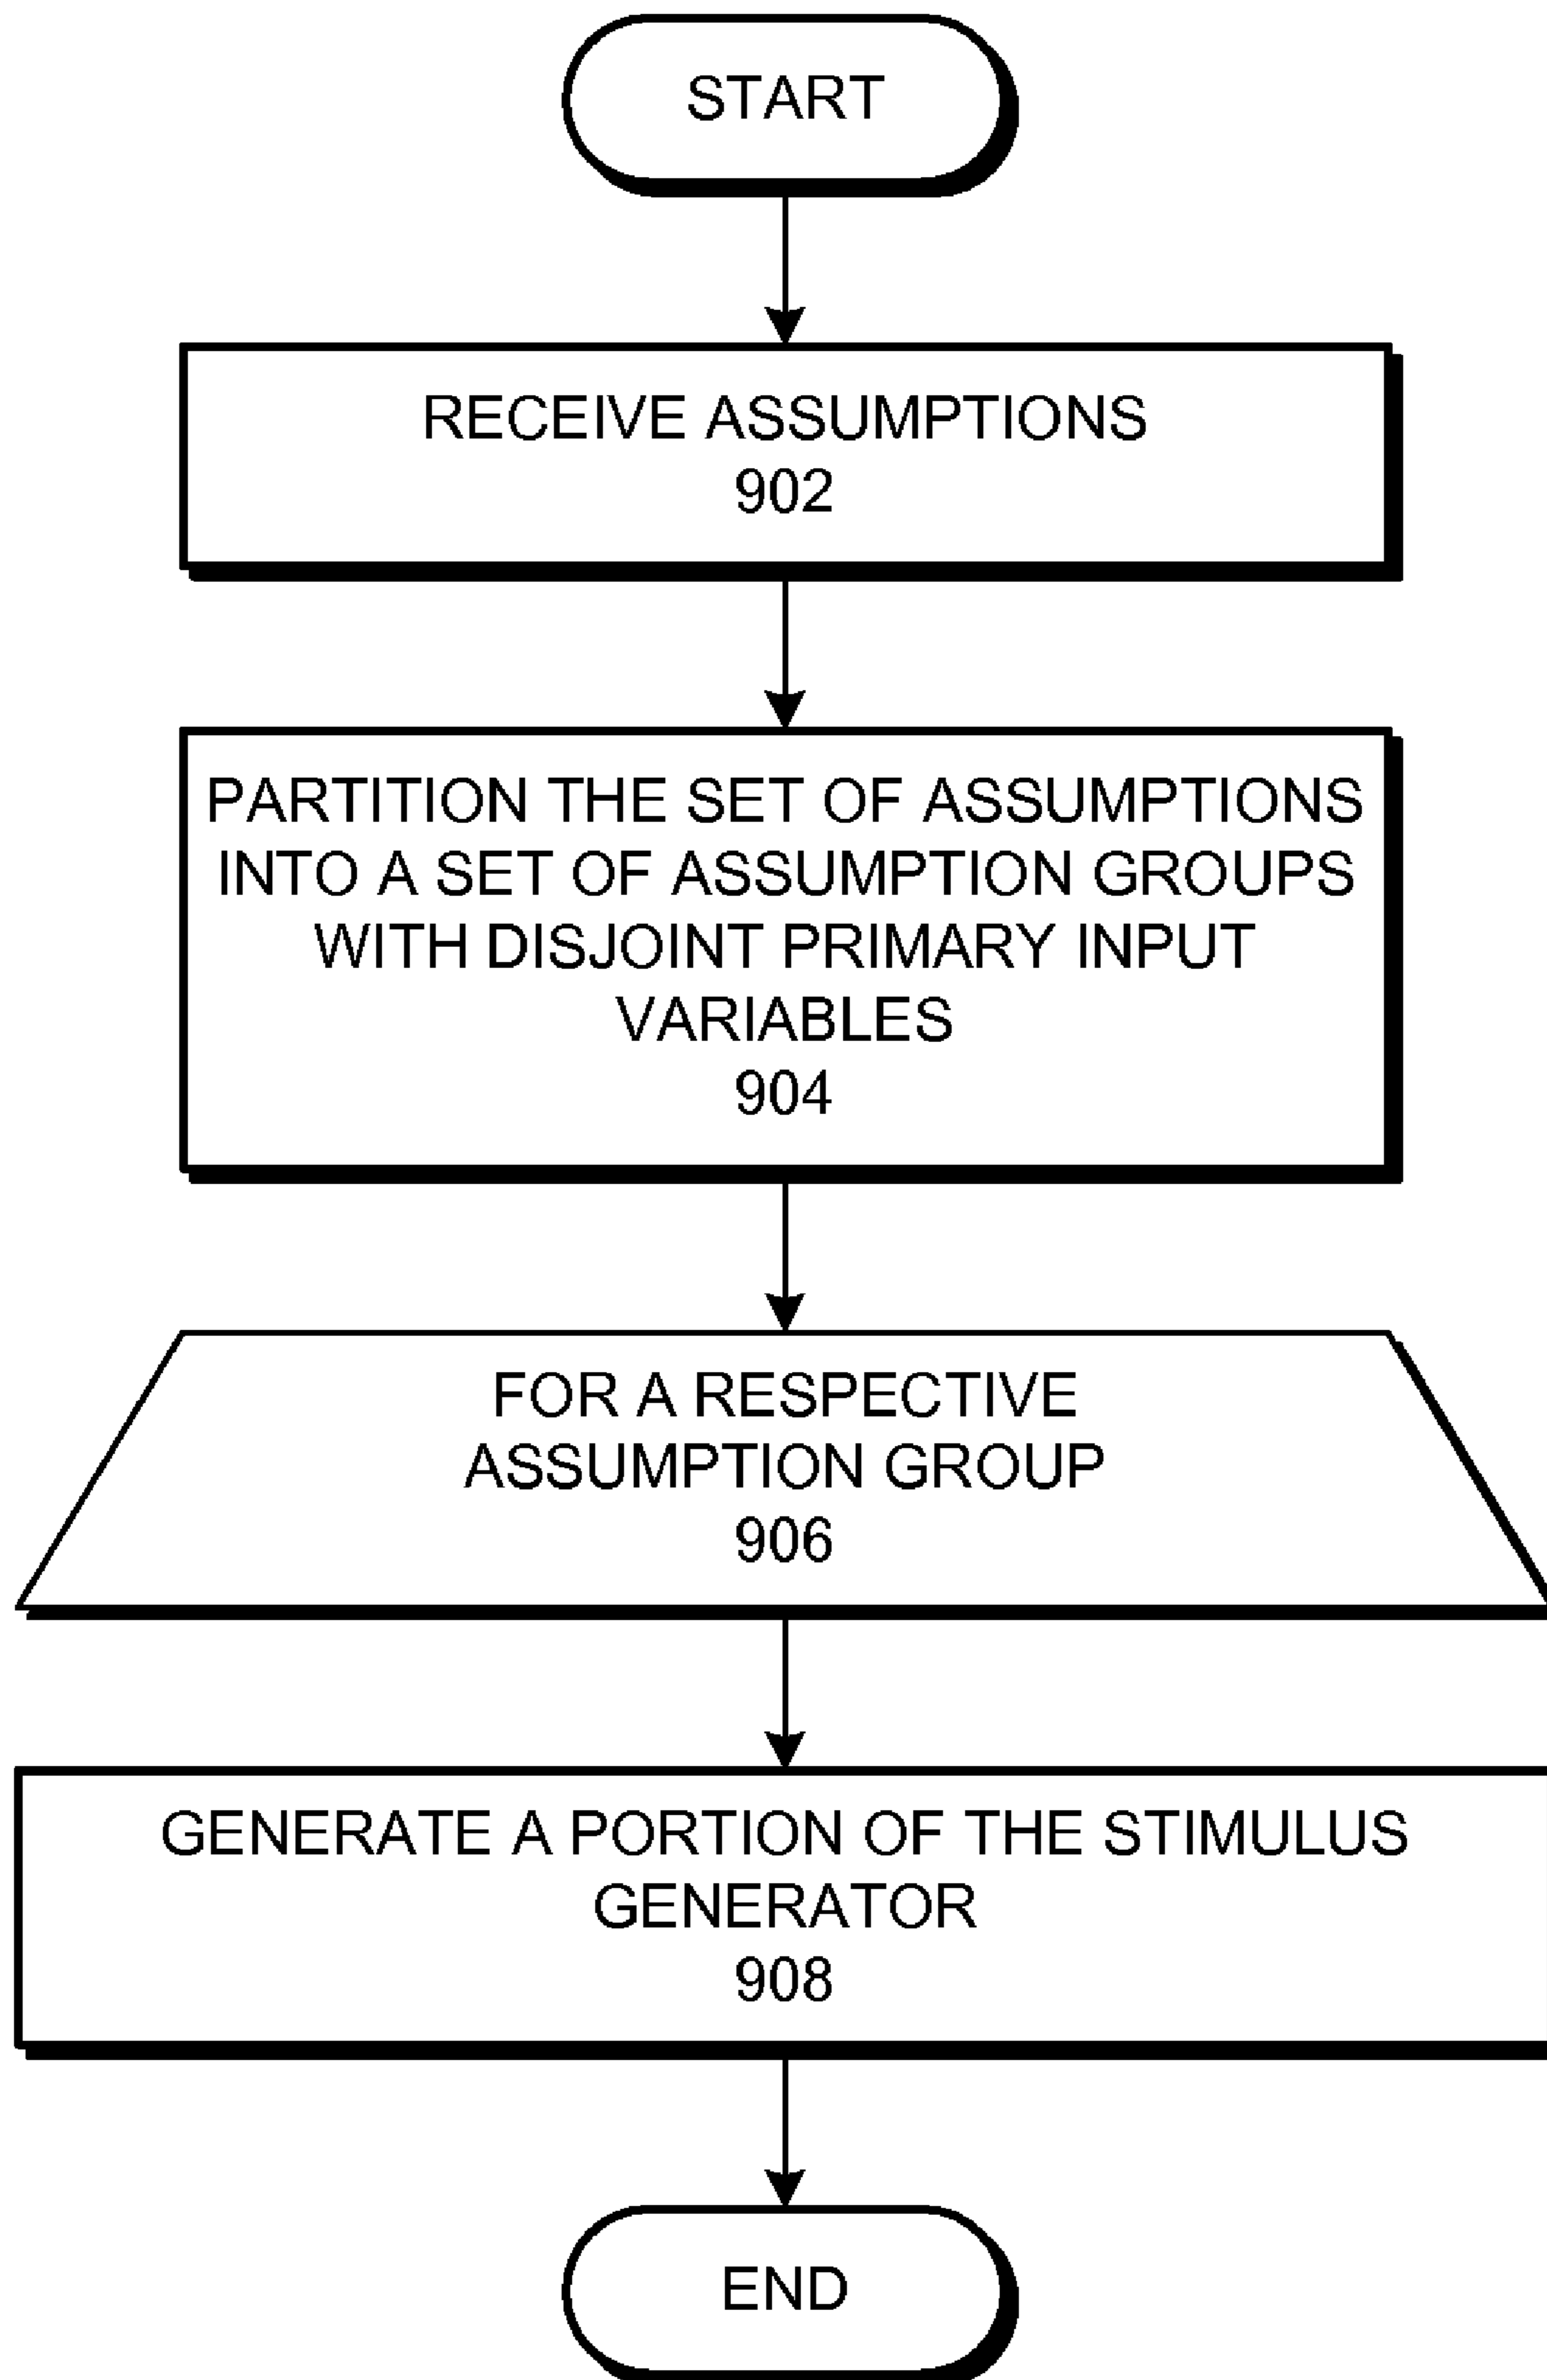 START
RECEIVE ASSUMPTIONS
902
PARTITION THE SET OF ASSUMPTIONS
INTO A SET OF ASSUMPTION GROUPS
WITH DISJOINT PRIMARY INPUT
VARIABLES
904
FOR A RESPECTIVE
ASSUMPTION GROUP
906
GENERATE A PORTION OF THE STIMULUS
GENERATOR
908
END